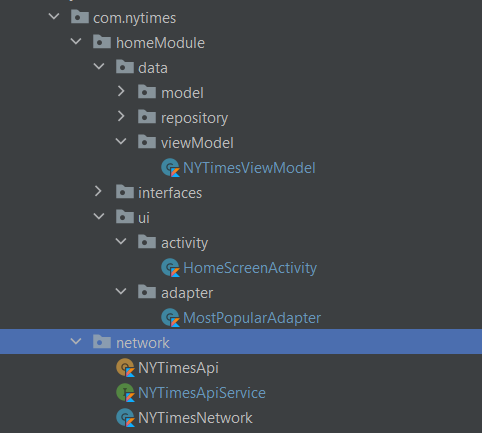 com.nytimes
homeModule
data
model
repository
viewModel
NYTimesViewModel
interfaces
ui
activity
HomeScreenActivity
adapter
MostPopularAdapter
network
NYTimesApi
NYTimesApiService
NYTimesNetwork